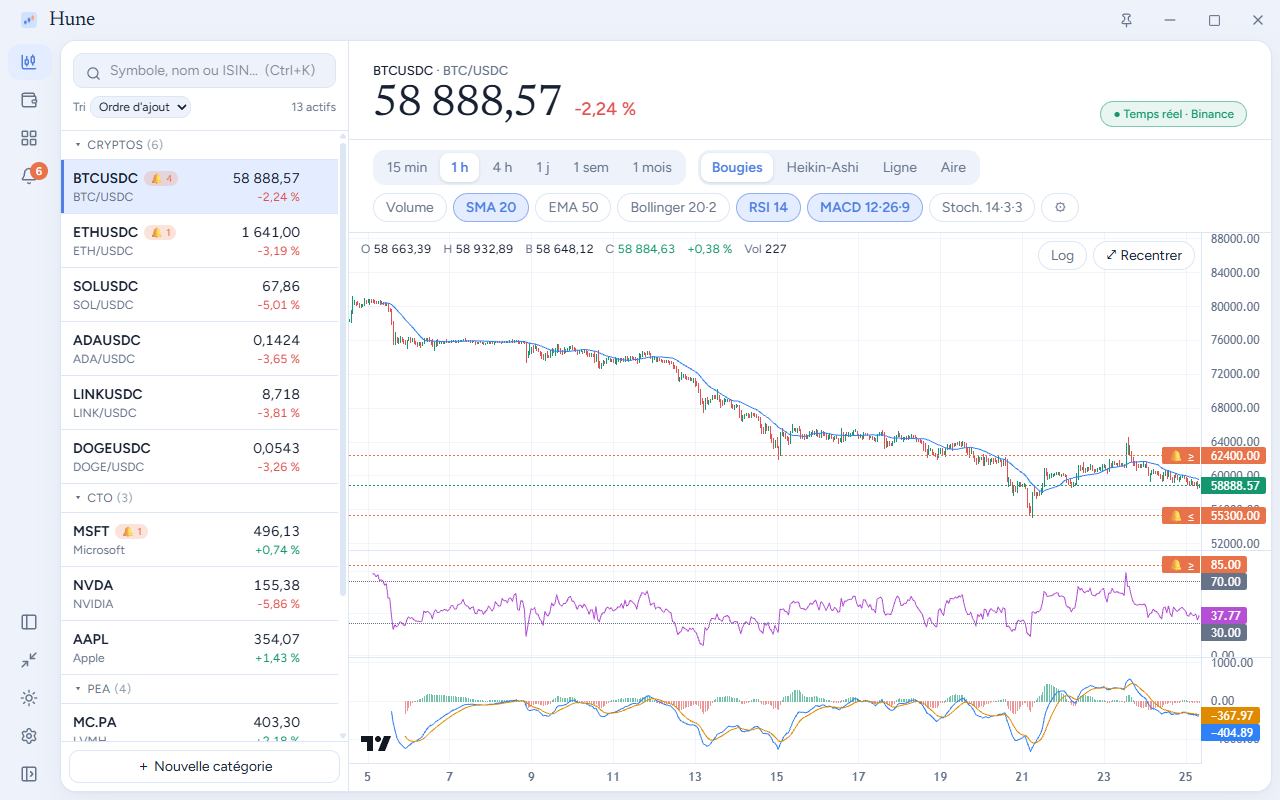 Hune
Symbole, nom ou ISIN... (Ctrl+K)
Tri Ordre d'ajout 13 actifs
CRYPTOS (6)
BTCUSDC 4 58 888,57
BTC/USDC -2,24 %
ETHUSDC 1 1 641,00
ETH/USDC -3,19 %
SOLUSDC 67,86
SOL/USDC -5,01 %
ADAUSDC 0,1424
ADA/USDC -3,65 %
LINKUSDC 8,718
LINK/USDC -3,81 %
DOGEUSDC 0,0543
DOGE/USDC -3,26 %
CTO (3)
MSFT 1 496,13
Microsoft +0,74 %
NVDA 155,38
NVIDIA -5,86 %
AAPL 354,07
Apple +1,43 %
PEA (4)
MC.PA 403,30
LVMH +2,18 %
+ Nouvelle catégorie
6
BTCUSDC · BTC/USDC
58 888,57 -2,24 %
● Temps réel · Binance
15 min 1 h 4 h 1 j 1 sem 1 mois Bougies Heikin-Ashi Ligne Aire
Volume SMA 20 EMA 50 Bollinger 20·2 RSI 14 MACD 12·26·9 Stoch. 14·3·3
O 58 663,39 H 58 932,89 B 58 648,12 C 58 884,63 +0,38 % Vol 227
Log Recentrer
88000.00
84000.00
80000.00
76000.00
72000.00
68000.00
64000.00
≥ 62400.00
60000.00
58888.57
≤ 55300.00
52000.00
≥ 85.00
70.00
37.77
30.00
0.00
1000.00
0.00
−367.97
−404.89
5 7 9 11 13 15 17 19 21 23 25